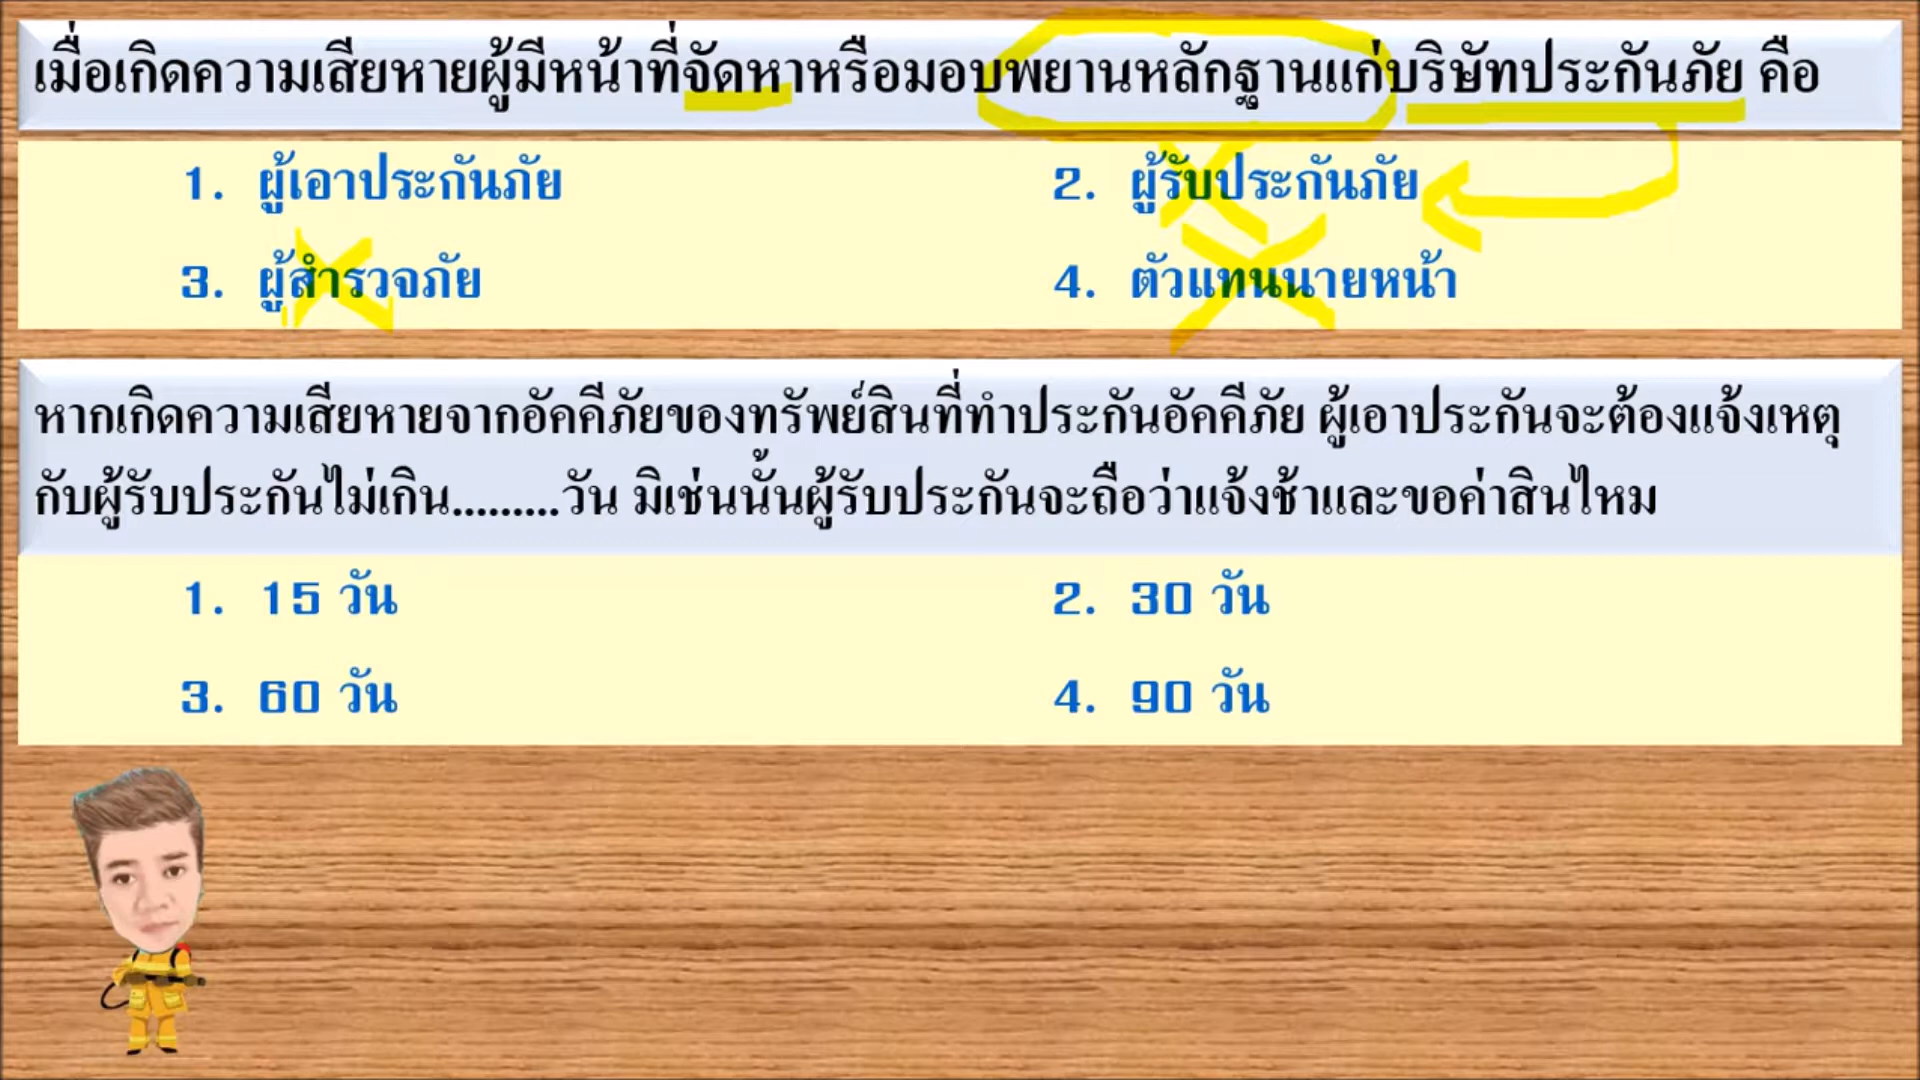 เมื่อเกิดความเสียหายผู้มีหน้าที่จัดหาหรือมอบพยานหลักฐานแก่บริษัทประกันภัย คือ
1. ผู้เอาประกันภัย
2. ผู้รับประกันภัย
3. ผู้สำรวจภัย
4. ตัวแทนนายหน้า
หากเกิดความเสียหายจากอัคคีภัยของทรัพย์สินที่ทำประกันอัคคีภัย ผู้เอาประกันจะต้องแจ้งเหตุ
กับผู้รับประกันไม่เกิน.........วัน มิเช่นนั้นผู้รับประกันจะถือว่าแจ้งช้าและขอค่าสินไหม
1. 15 วัน
2. 30 วัน
3. 60 วัน
4. 90 วัน